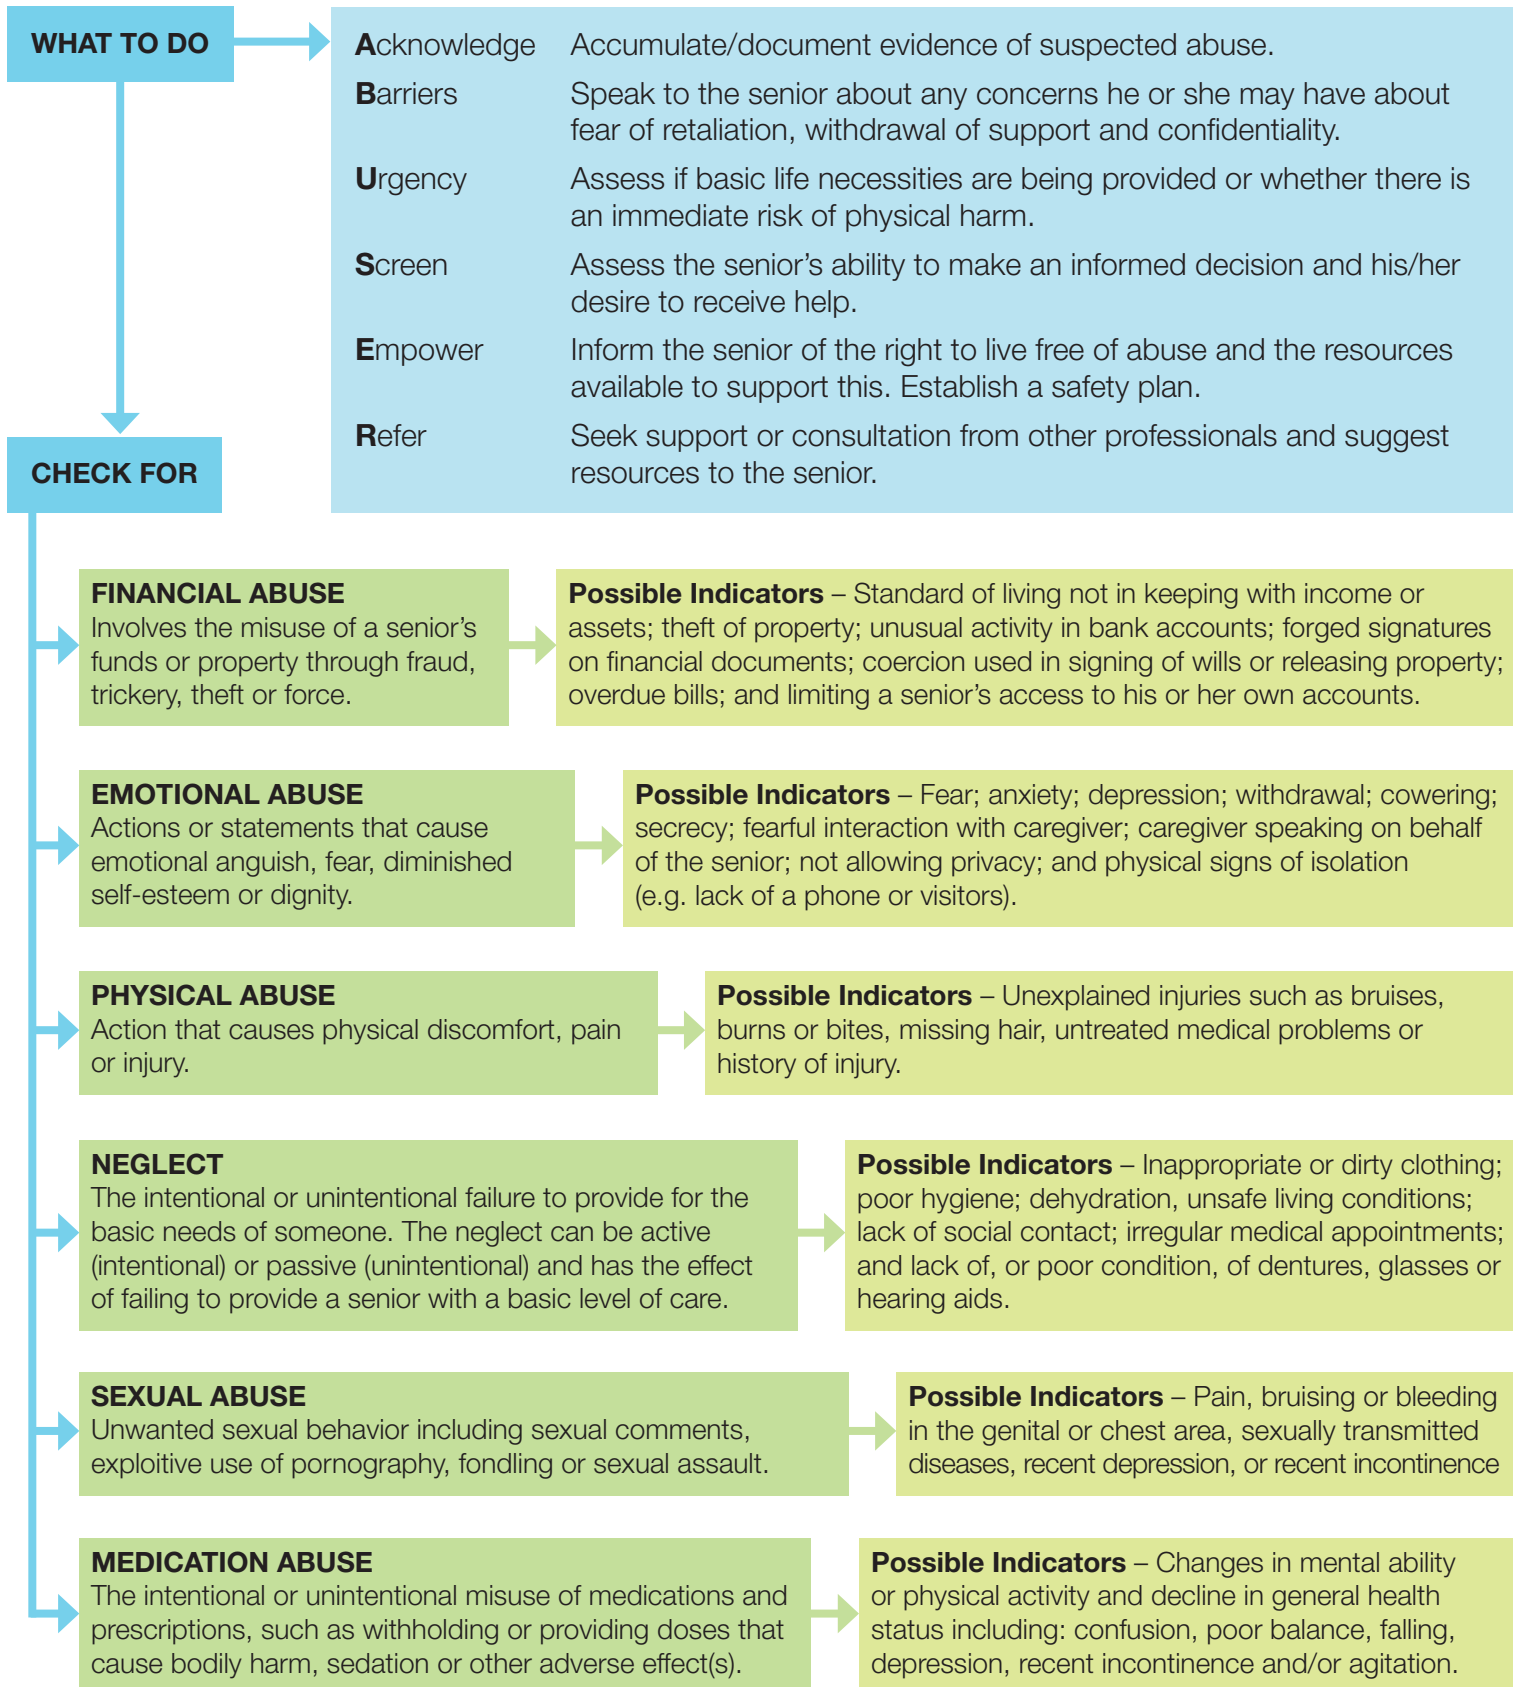 WHAT TO DO
Acknowledge Accumulate/document evidence of suspected abuse.
Barriers Speak to the senior about any concerns he or she may have about
fear of retaliation, withdrawal of support and confidentiality.
Urgency Assess if basic life necessities are being provided or whether there is
an immediate risk of physical harm.
Screen Assess the senior’s ability to make an informed decision and his/her
desire to receive help.
Empower Inform the senior of the right to live free of abuse and the resources
available to support this. Establish a safety plan.
Refer Seek support or consultation from other professionals and suggest
resources to the senior.
CHECK FOR
FINANCIAL ABUSE
Involves the misuse of a senior’s
funds or property through fraud,
trickery, theft or force.
Possible Indicators – Standard of living not in keeping with income or
assets; theft of property; unusual activity in bank accounts; forged signatures
on financial documents; coercion used in signing of wills or releasing property;
overdue bills; and limiting a senior’s access to his or her own accounts.
EMOTIONAL ABUSE
Actions or statements that cause
emotional anguish, fear, diminished
self-esteem or dignity.
Possible Indicators – Fear; anxiety; depression; withdrawal; cowering;
secrecy; fearful interaction with caregiver; caregiver speaking on behalf
of the senior; not allowing privacy; and physical signs of isolation
(e.g. lack of a phone or visitors).
PHYSICAL ABUSE
Action that causes physical discomfort, pain
or injury.
Possible Indicators – Unexplained injuries such as bruises,
burns or bites, missing hair, untreated medical problems or
history of injury.
NEGLECT
The intentional or unintentional failure to provide for the
basic needs of someone. The neglect can be active
(intentional) or passive (unintentional) and has the effect
of failing to provide a senior with a basic level of care.
Possible Indicators – Inappropriate or dirty clothing;
poor hygiene; dehydration, unsafe living conditions;
lack of social contact; irregular medical appointments;
and lack of, or poor condition, of dentures, glasses or
hearing aids.
SEXUAL ABUSE
Unwanted sexual behavior including sexual comments,
exploitive use of pornography, fondling or sexual assault.
Possible Indicators – Pain, bruising or bleeding
in the genital or chest area, sexually transmitted
diseases, recent depression, or recent incontinence
MEDICATION ABUSE
The intentional or unintentional misuse of medications and
prescriptions, such as withholding or providing doses that
cause bodily harm, sedation or other adverse effect(s).
Possible Indicators – Changes in mental ability
or physical activity and decline in general health
status including: confusion, poor balance, falling,
depression, recent incontinence and/or agitation.